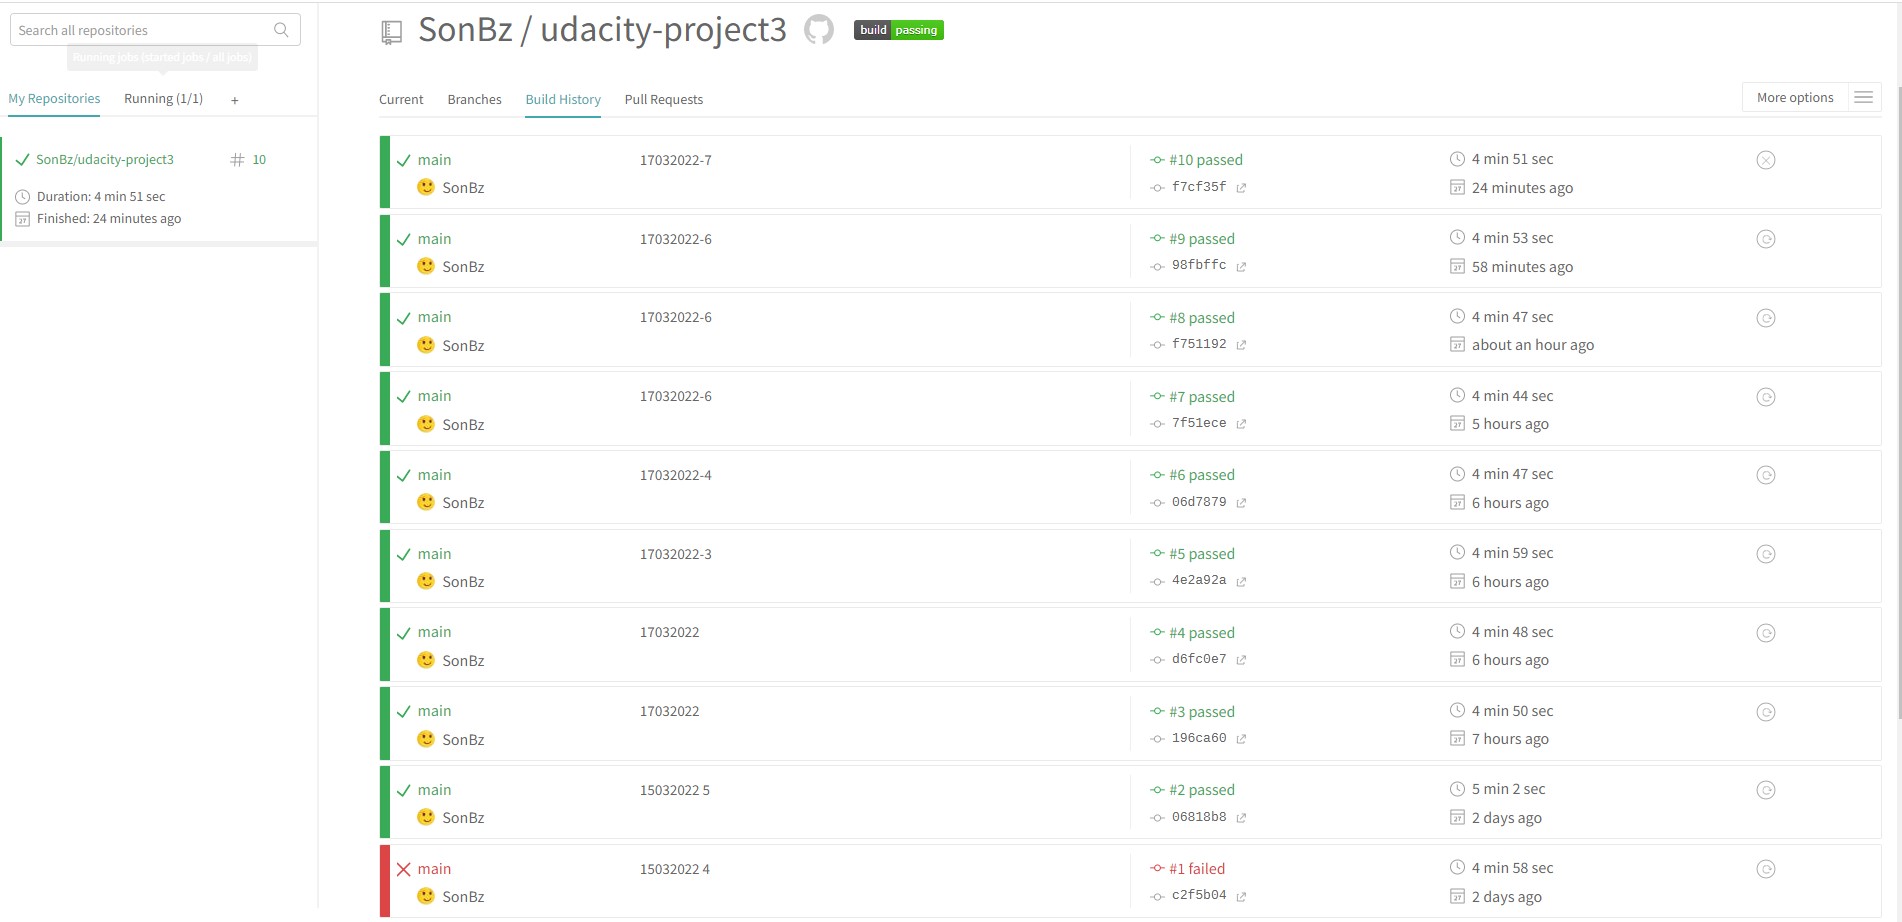 Search all repositories
Running jobs (started jobs / all jobs)
My Repositories Running (1/1) +
SonBz/udacity-project3 # 10
Duration: 4 min 51 sec
Finished: 24 minutes ago
SonBz / udacity-project3 build passing
Current Branches Build History Pull Requests More options
main 17032022-7 #10 passed 4 min 51 sec
SonBz f7cf35f 24 minutes ago
main 17032022-6 #9 passed 4 min 53 sec
SonBz 98fbffc 58 minutes ago
main 17032022-6 #8 passed 4 min 47 sec
SonBz f751192 about an hour ago
main 17032022-6 #7 passed 4 min 44 sec
SonBz 7f51ece 5 hours ago
main 17032022-4 #6 passed 4 min 47 sec
SonBz 06d7879 6 hours ago
main 17032022-3 #5 passed 4 min 59 sec
SonBz 4e2a92a 6 hours ago
main 17032022 #4 passed 4 min 48 sec
SonBz d6fc0e7 6 hours ago
main 17032022 #3 passed 4 min 50 sec
SonBz 196ca60 7 hours ago
main 15032022 5 #2 passed 5 min 2 sec
SonBz 06818b8 2 days ago
main 15032022 4 #1 failed 4 min 58 sec
SonBz c2f5b04 2 days ago